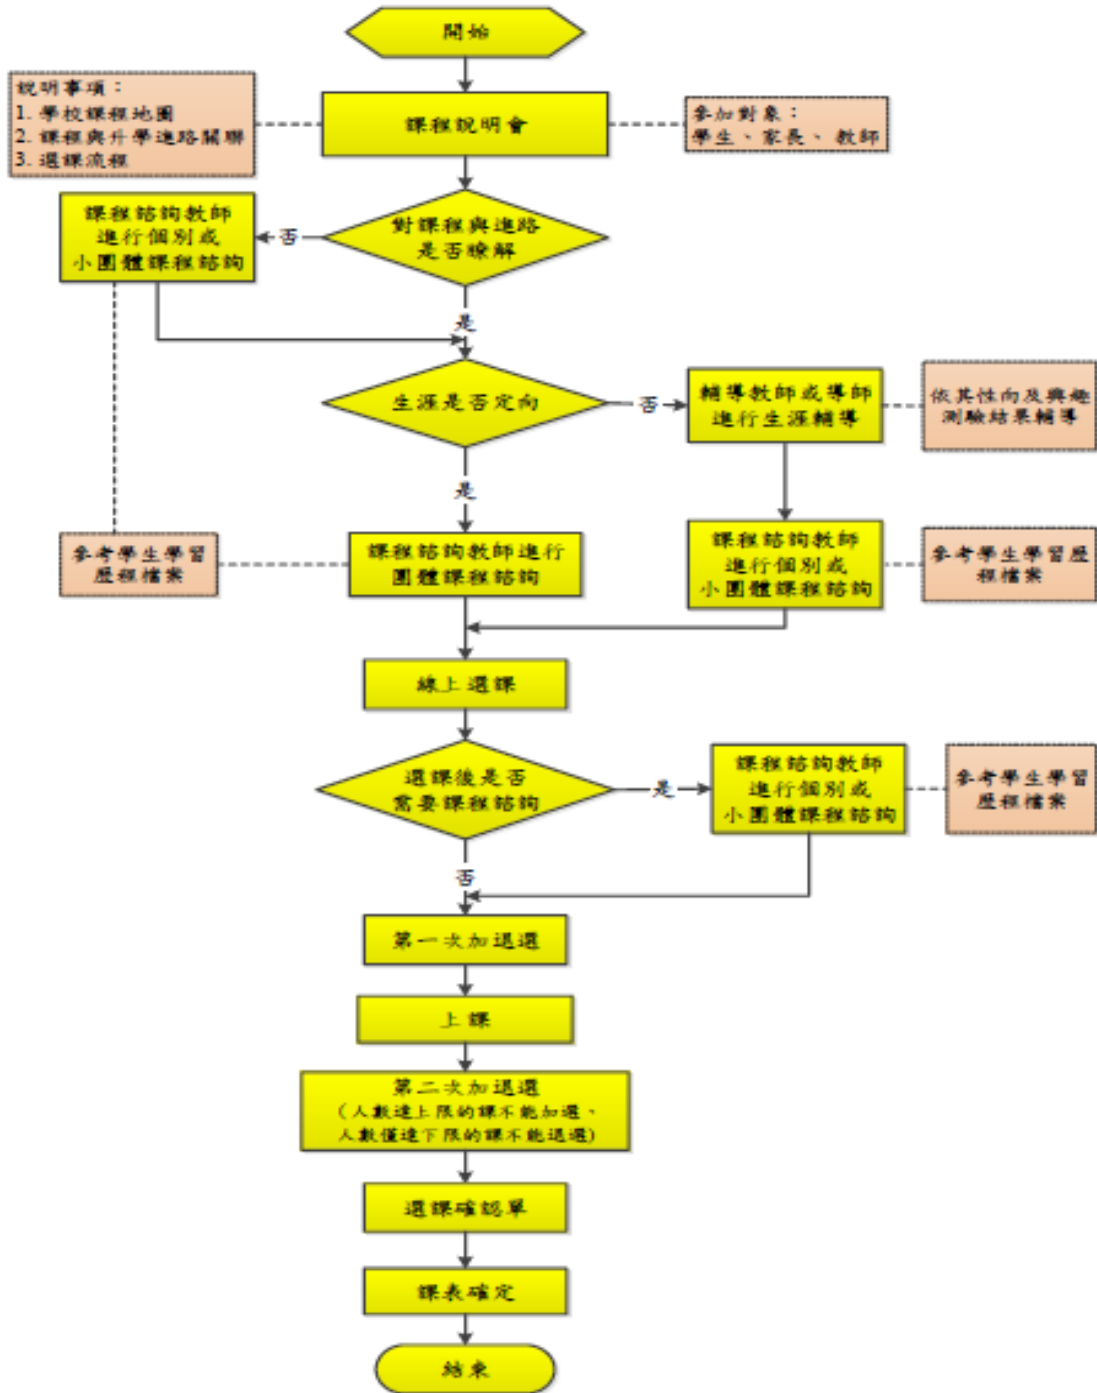 開始
說明事項：
1. 學校課程地圖
2. 課程與升學進路關聯
3. 選課流程
課程說明會
參加對象：
學生、家長、教師
課程諮詢教師
進行個別或
小團體課程諮詢
否
對課程與進路
是否瞭解
是
生涯是否定向
否
輔導教師或導師
進行生涯輔導
依其性向及興趣
測驗結果輔導
是
參考學生學習
歷程檔案
課程諮詢教師進行
團體課程諮詢
課程諮詢教師
進行個別或
小團體課程諮詢
參考學生學習歷
程檔案
線上選課
選課後是否
需要課程諮詢
是
課程諮詢教師
進行個別或
小團體課程諮詢
參考學生學習
歷程檔案
否
第一次加退選
上課
第二次加退選
(人數達上限的課不能加選、
人數僅達下限的課不能退選)
選課確認單
課表確定
結束